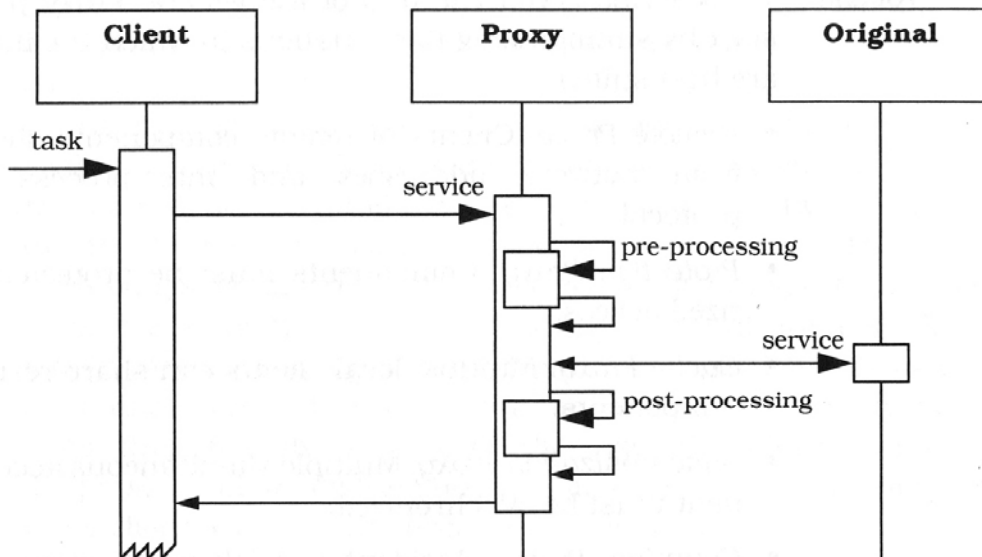 Client
Proxy
Original
task
service
pre-processing
service
post-processing